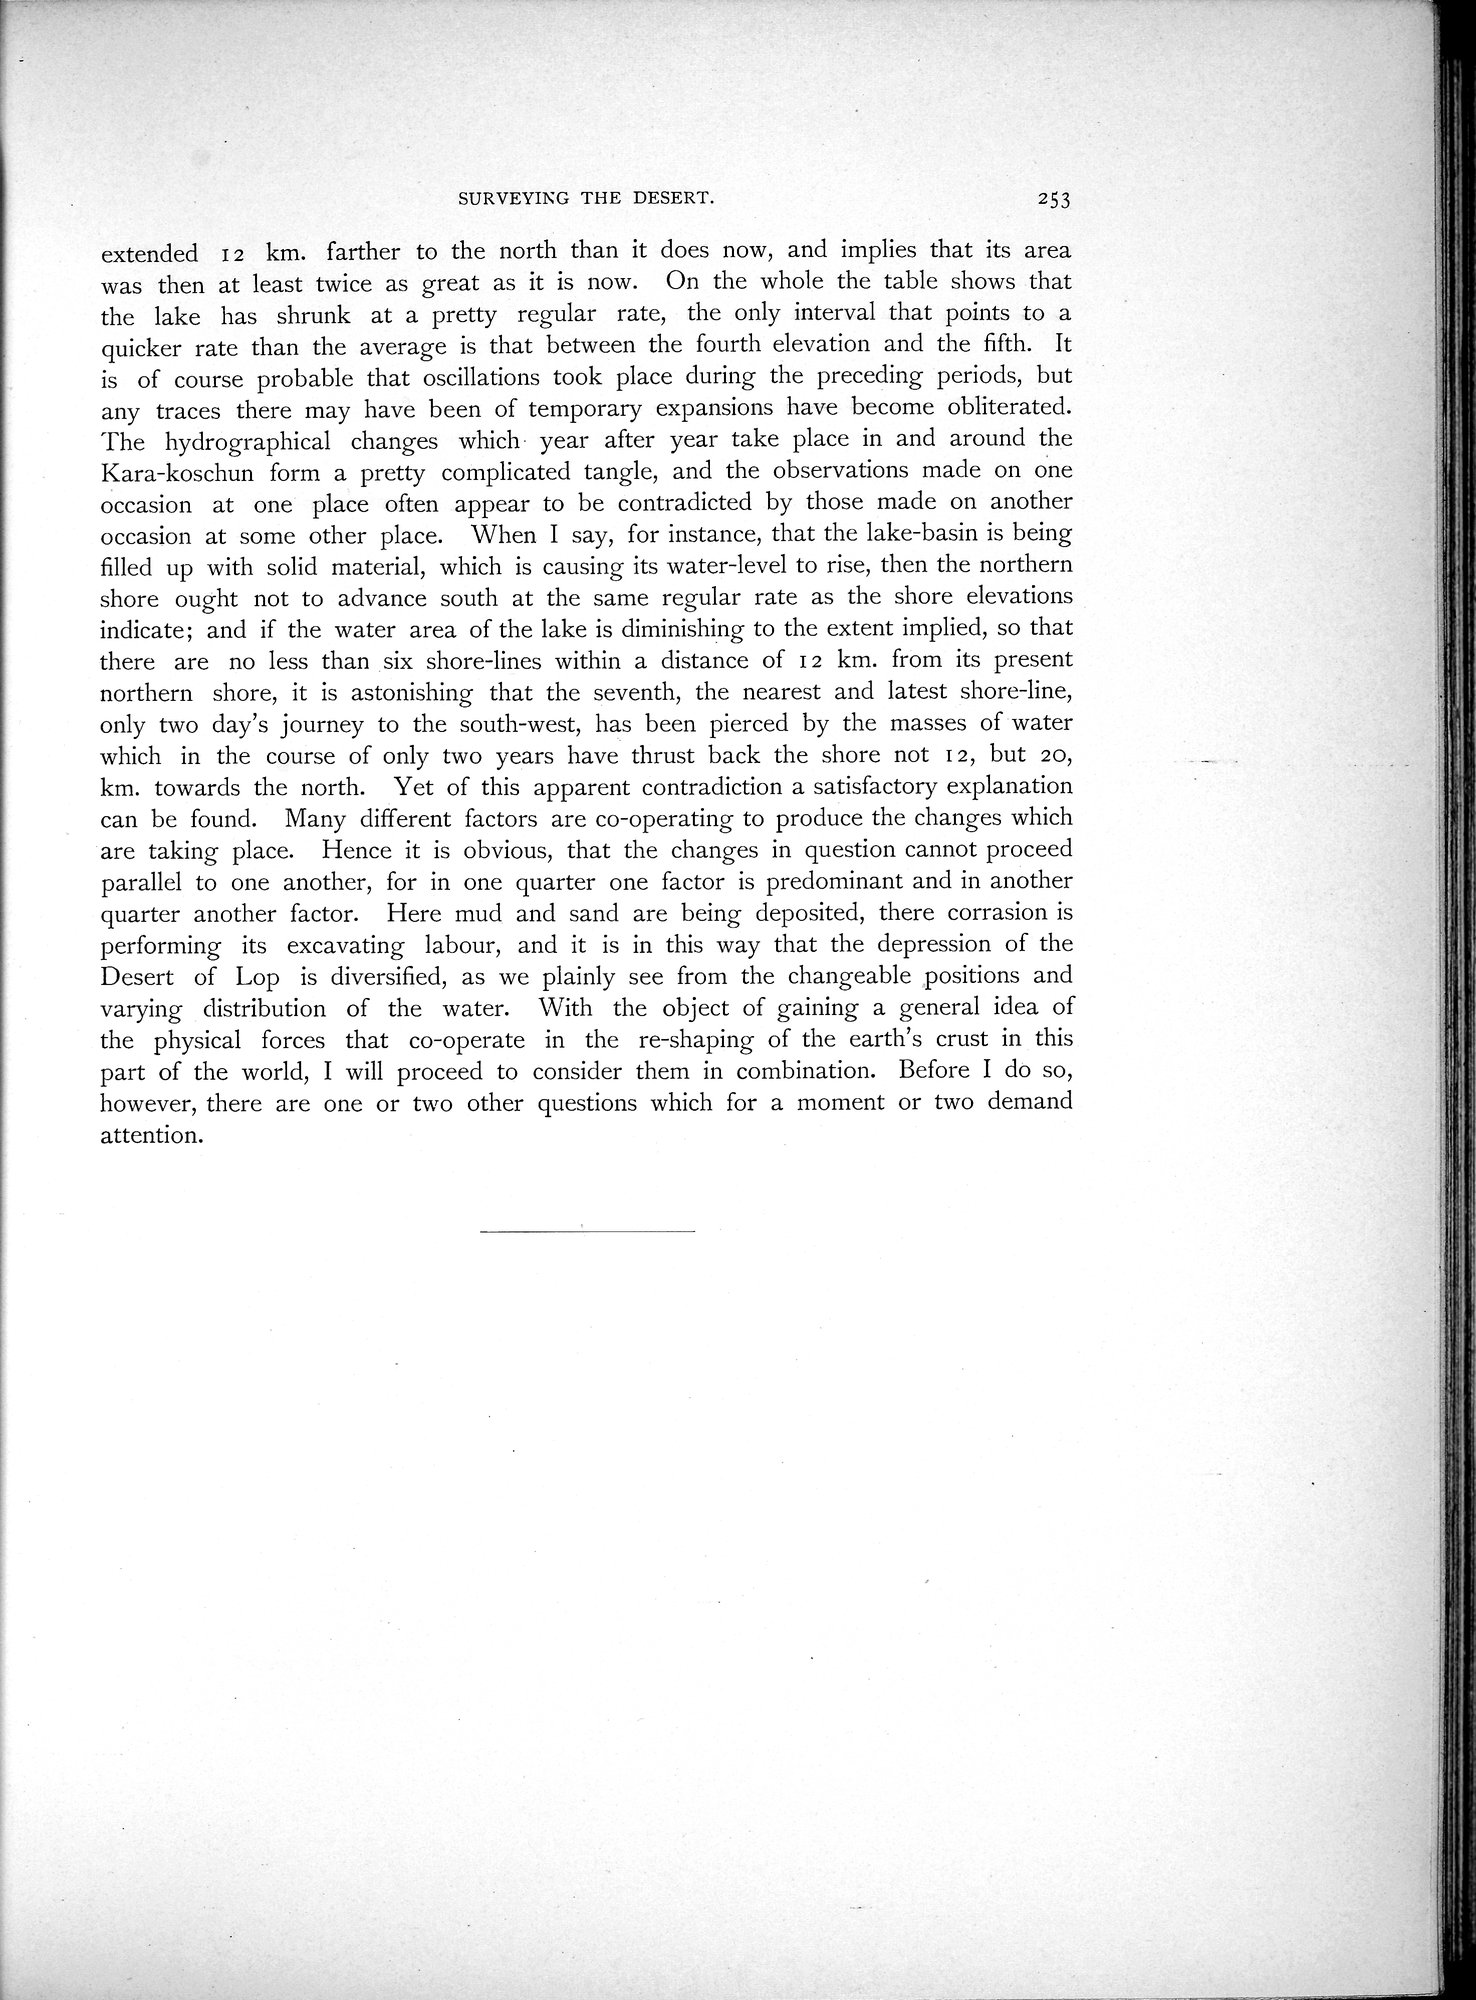 SURVEYING THE DESERT. 253
extended 12 km. farther to the north than it does now, and implies that its area
was then at least twice as great as it is now. On the whole the table shows that
the lake has shrunk at a pretty regular rate, the only interval that points to a
quicker rate than the average is that between the fourth elevation and the fifth. It
is of course probable that oscillations took place during the preceding periods, but
any traces there may have been of temporary expansions have become obliterated.
The hydrographical changes which year after year take place in and around the
Kara-koschun form a pretty complicated tangle, and the observations made on one
occasion at one place often appear to be contradicted by those made on another
occasion at some other place. When I say, for instance, that the lake-basin is being
filled up with solid material, which is causing its water-level to rise, then the northern
shore ought not to advance south at the same regular rate as the shore elevations
indicate; and if the water area of the lake is diminishing to the extent implied, so that
there are no less than six shore-lines within a distance of 12 km. from its present
northern shore, it is astonishing that the seventh, the nearest and latest shore-line,
only two day's journey to the south-west, has been pierced by the masses of water
which in the course of only two years have thrust back the shore not 12, but 20,
km. towards the north. Yet of this apparent contradiction a satisfactory explanation
can be found. Many different factors are co-operating to produce the changes which
are taking place. Hence it is obvious, that the changes in question cannot proceed
parallel to one another, for in one quarter one factor is predominant and in another
quarter another factor. Here mud and sand are being deposited, there corrasion is
performing its excavating labour, and it is in this way that the depression of the
Desert of Lop is diversified, as we plainly see from the changeable positions and
varying distribution of the water. With the object of gaining a general idea of
the physical forces that co-operate in the re-shaping of the earth's crust in this
part of the world, I will proceed to consider them in combination. Before I do so,
however, there are one or two other questions which for a moment or two demand
attention.